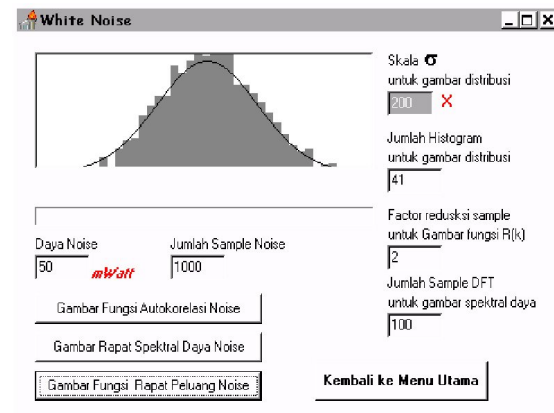 White Noise
Skala σ
untuk gambar distribusi
200 X
Jumlah Histogram
untuk gambar distribusi
41
Factor redusksi sample
untuk Gambar fungsi R(k)
2
Jumlah Sample DFT
untuk gambar spektral daya
100
Daya Noise
50 mWatt
Jumlah Sample Noise
1000
Gambar Fungsi Autokorelasi Noise
Gambar Rapat Spektral Daya Noise
Gambar Fungsi Rapat Peluang Noise
Kembali ke Menu Utama